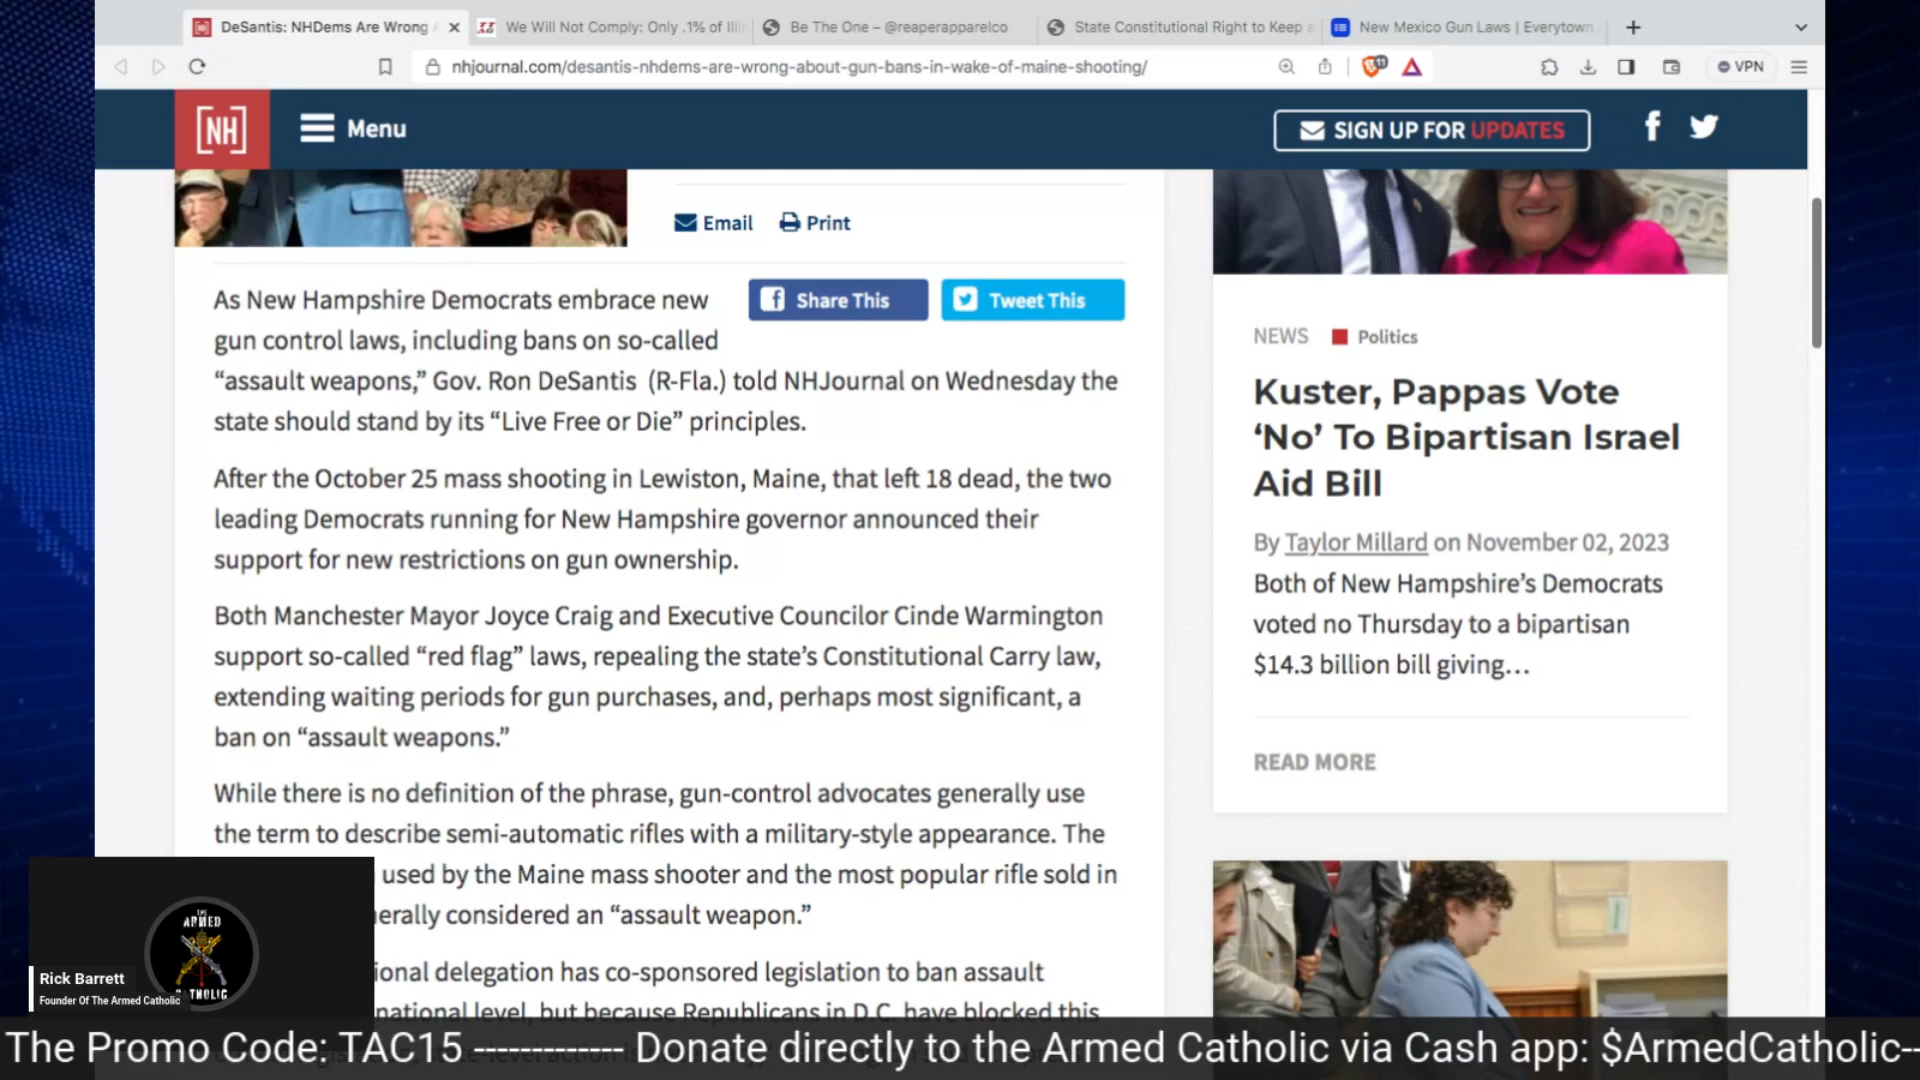 DeSantis: NHDems Are Wrong
We Will Not Comply: Only .1% of Illi
Be The One – @reaperapparelco
State Constitutional Right to Keep a
New Mexico Gun Laws | Everytown
nhjournal.com/desantis-nhdems-are-wrong-about-gun-bans-in-wake-of-maine-shooting/
11
VPN
[NH]
Menu
SIGN UP FOR UPDATES
Email
Print
Share This
Tweet This
As New Hampshire Democrats embrace new
gun control laws, including bans on so-called
“assault weapons,” Gov. Ron DeSantis (R-Fla.) told NHJournal on Wednesday the
state should stand by its “Live Free or Die” principles.
After the October 25 mass shooting in Lewiston, Maine, that left 18 dead, the two
leading Democrats running for New Hampshire governor announced their
support for new restrictions on gun ownership.
Both Manchester Mayor Joyce Craig and Executive Councilor Cinde Warmington
support so-called “red flag” laws, repealing the state’s Constitutional Carry law,
extending waiting periods for gun purchases, and, perhaps most significant, a
ban on “assault weapons.”
While there is no definition of the phrase, gun-control advocates generally use
the term to describe semi-automatic rifles with a military-style appearance. The
used by the Maine mass shooter and the most popular rifle sold in
erally considered an “assault weapon.”
ional delegation has co-sponsored legislation to ban assault
national level, but because Republicans in D.C. have blocked this
NEWS
Politics
Kuster, Pappas Vote
‘No’ To Bipartisan Israel
Aid Bill
By Taylor Millard on November 02, 2023
Both of New Hampshire’s Democrats
voted no Thursday to a bipartisan
$14.3 billion bill giving…
READ MORE
THE
ARMED
CATHOLIC
Rick Barrett
Founder Of The Armed Catholic
The Promo Code: TAC15 ------------ Donate directly to the Armed Catholic via Cash app: $ArmedCatholic--